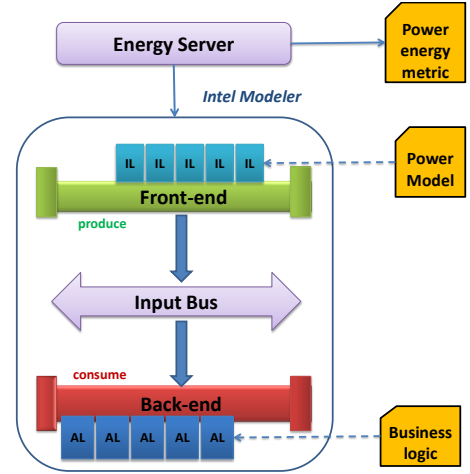 Energy Server
Power
energy
metric
Intel Modeler
IL IL IL IL IL
Power
Model
Front-end
produce
Input Bus
consume
Back-end
AL AL AL AL AL
Business
logic